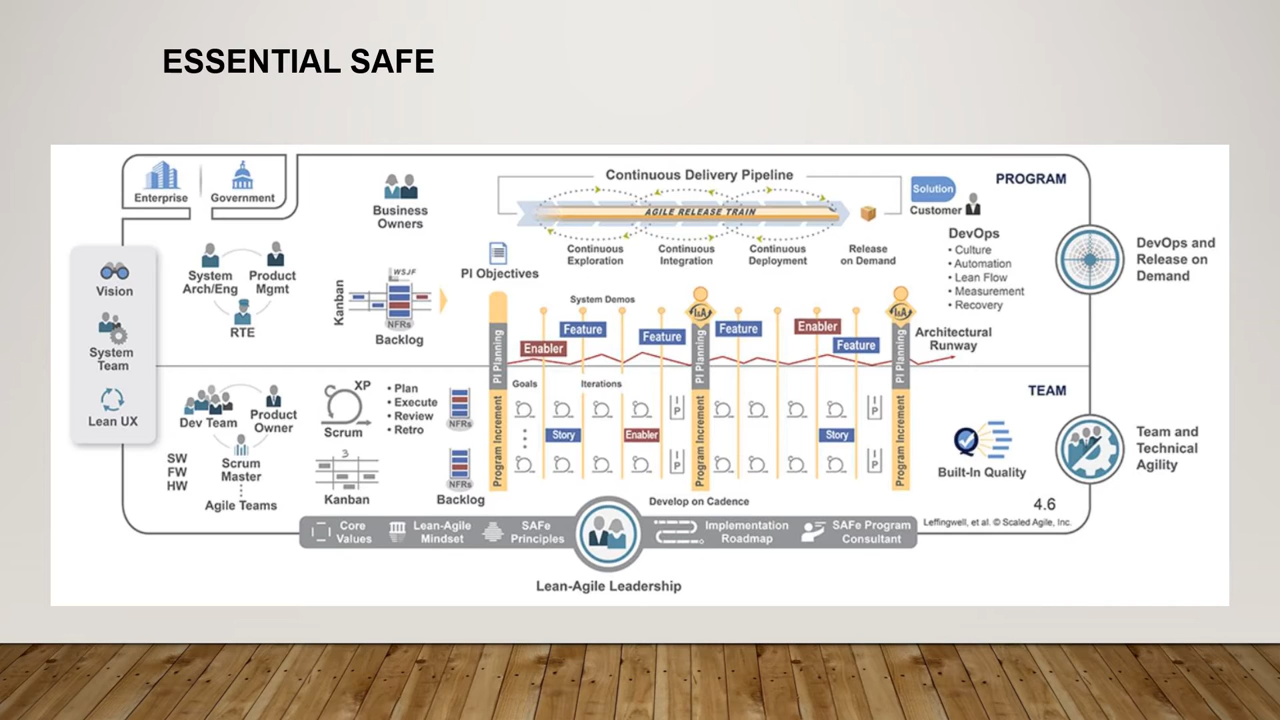 ESSENTIAL SAFE
Enterprise
Government
Business
Owners
Continuous Delivery Pipeline
AGILE RELEASE TRAIN
Continuous
Exploration
Continuous
Integration
Continuous
Deployment
Release
on Demand
Solution
Customer
PROGRAM
DevOps
• Culture
• Automation
• Lean Flow
• Measurement
• Recovery
DevOps and
Release on
Demand
Vision
System
Team
Lean UX
System
Arch/Eng
Product
Mgmt
RTE
Kanban
WSJF
NFRs
Backlog
PI Objectives
System Demos
Enabler
Feature
Feature
Feature
Enabler
Feature
I&A
I&A
PI Planning
PI Planning
PI Planning
Architectural
Runway
TEAM
Dev Team
Product
Owner
Scrum
Master
SW
FW
HW
Agile Teams
XP
Scrum
• Plan
• Execute
• Review
• Retro
3
Kanban
NFRs
NFRs
Backlog
Goals
Iterations
Story
Enabler
Story
IP
IP
IP
IP
Program Increment
Program Increment
Program Increment
Develop on Cadence
Built-In Quality
Team and
Technical
Agility
4.6
Leffingwell, et al. © Scaled Agile, Inc.
Core
Values
Lean-Agile
Mindset
SAFe
Principles
Implementation
Roadmap
SAFe Program
Consultant
Lean-Agile Leadership